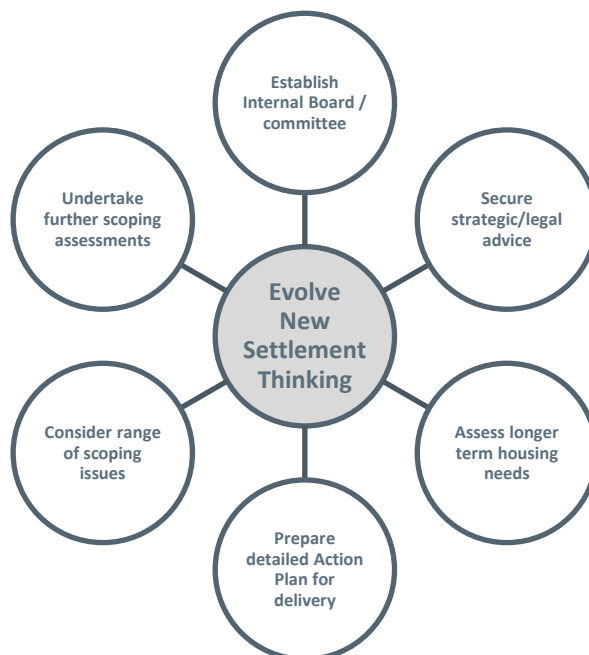 Establish
Internal Board /
committee
Undertake
further scoping
assessments
Secure
strategic/legal
advice
Evolve
New
Settlement
Thinking
Consider range
of scoping
issues
Assess longer
term housing
needs
Prepare
detailed Action
Plan for
delivery